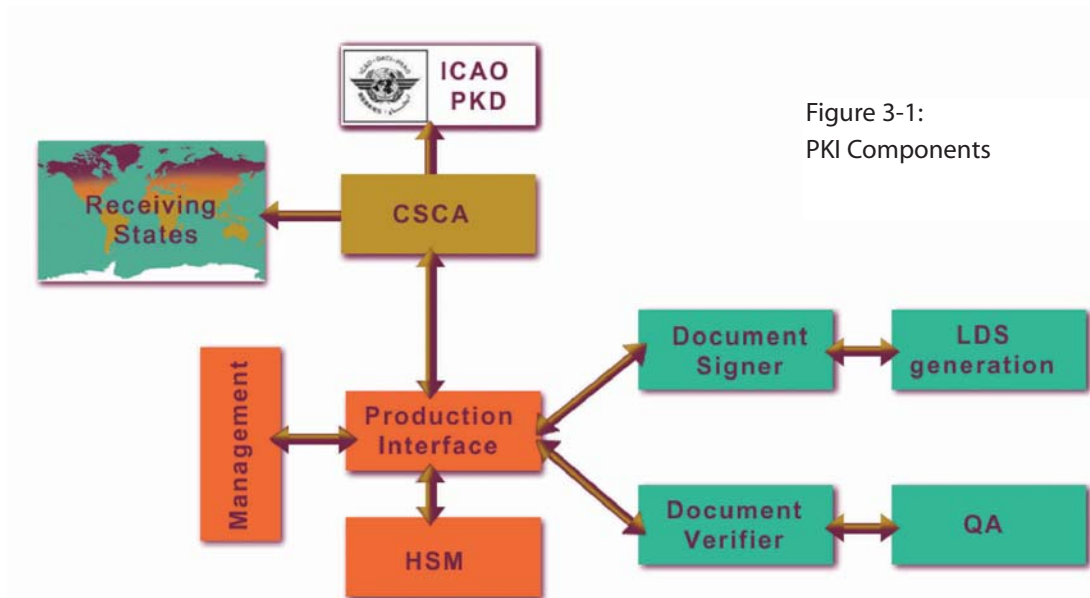 ICAO
PKD
Figure 3-1:
PKI Components
Receiving
States
CSCA
Management
Production
Interface
HSM
Document
Signer
LDS
generation
Document
Verifier
QA